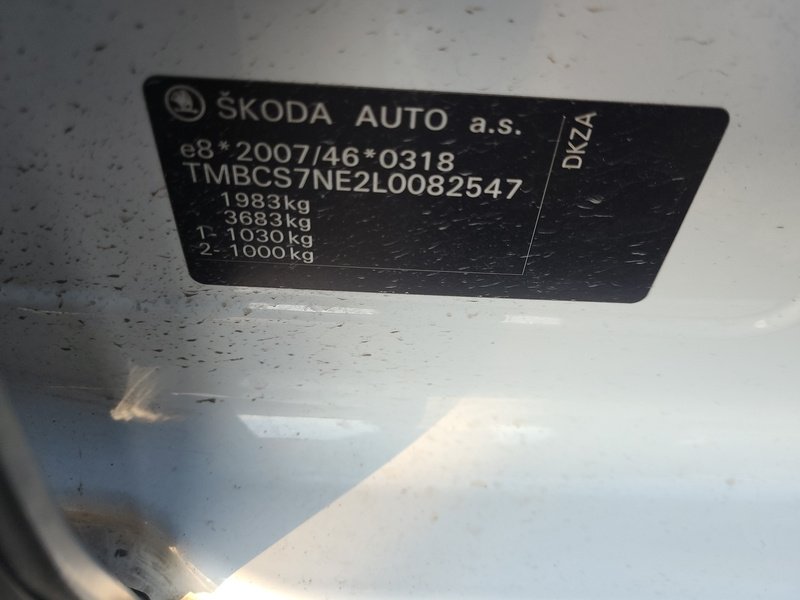 ŠKODA AUTO a.s.
e8*2007/46*0318
TMBCS7NE2L0082547
1983kg
3683kg
1- 1030kg
2- 1000kg
DKZA